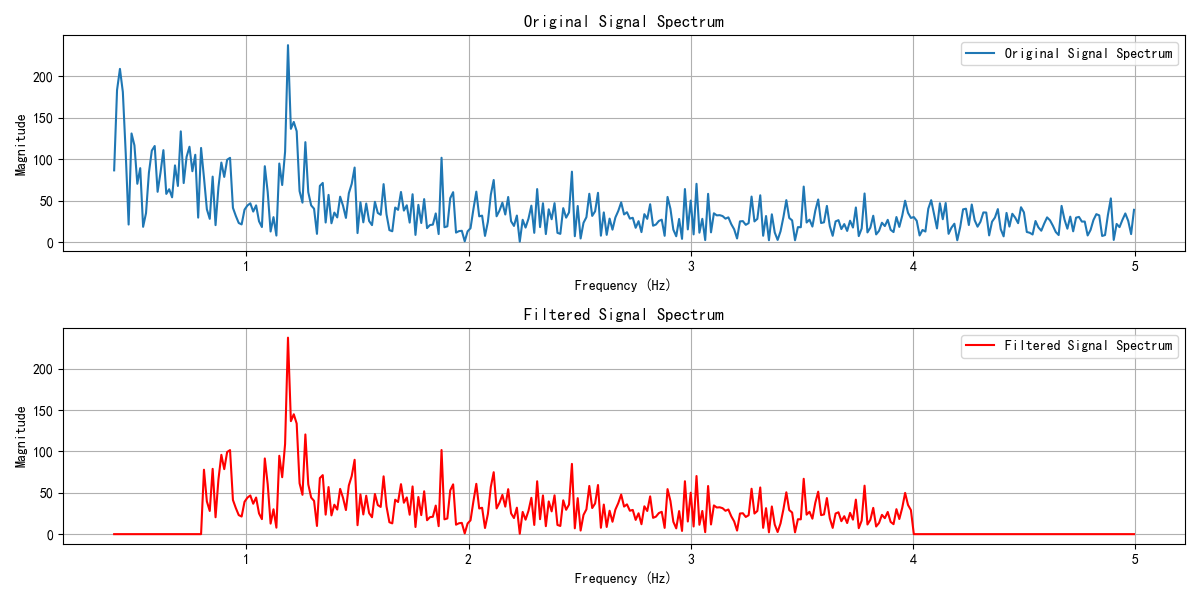 Original Signal Spectrum
Original Signal Spectrum
Magnitude
200
150
100
50
0
1
2
3
4
5
Frequency (Hz)
Filtered Signal Spectrum
Filtered Signal Spectrum
Magnitude
200
150
100
50
0
1
2
3
4
5
Frequency (Hz)